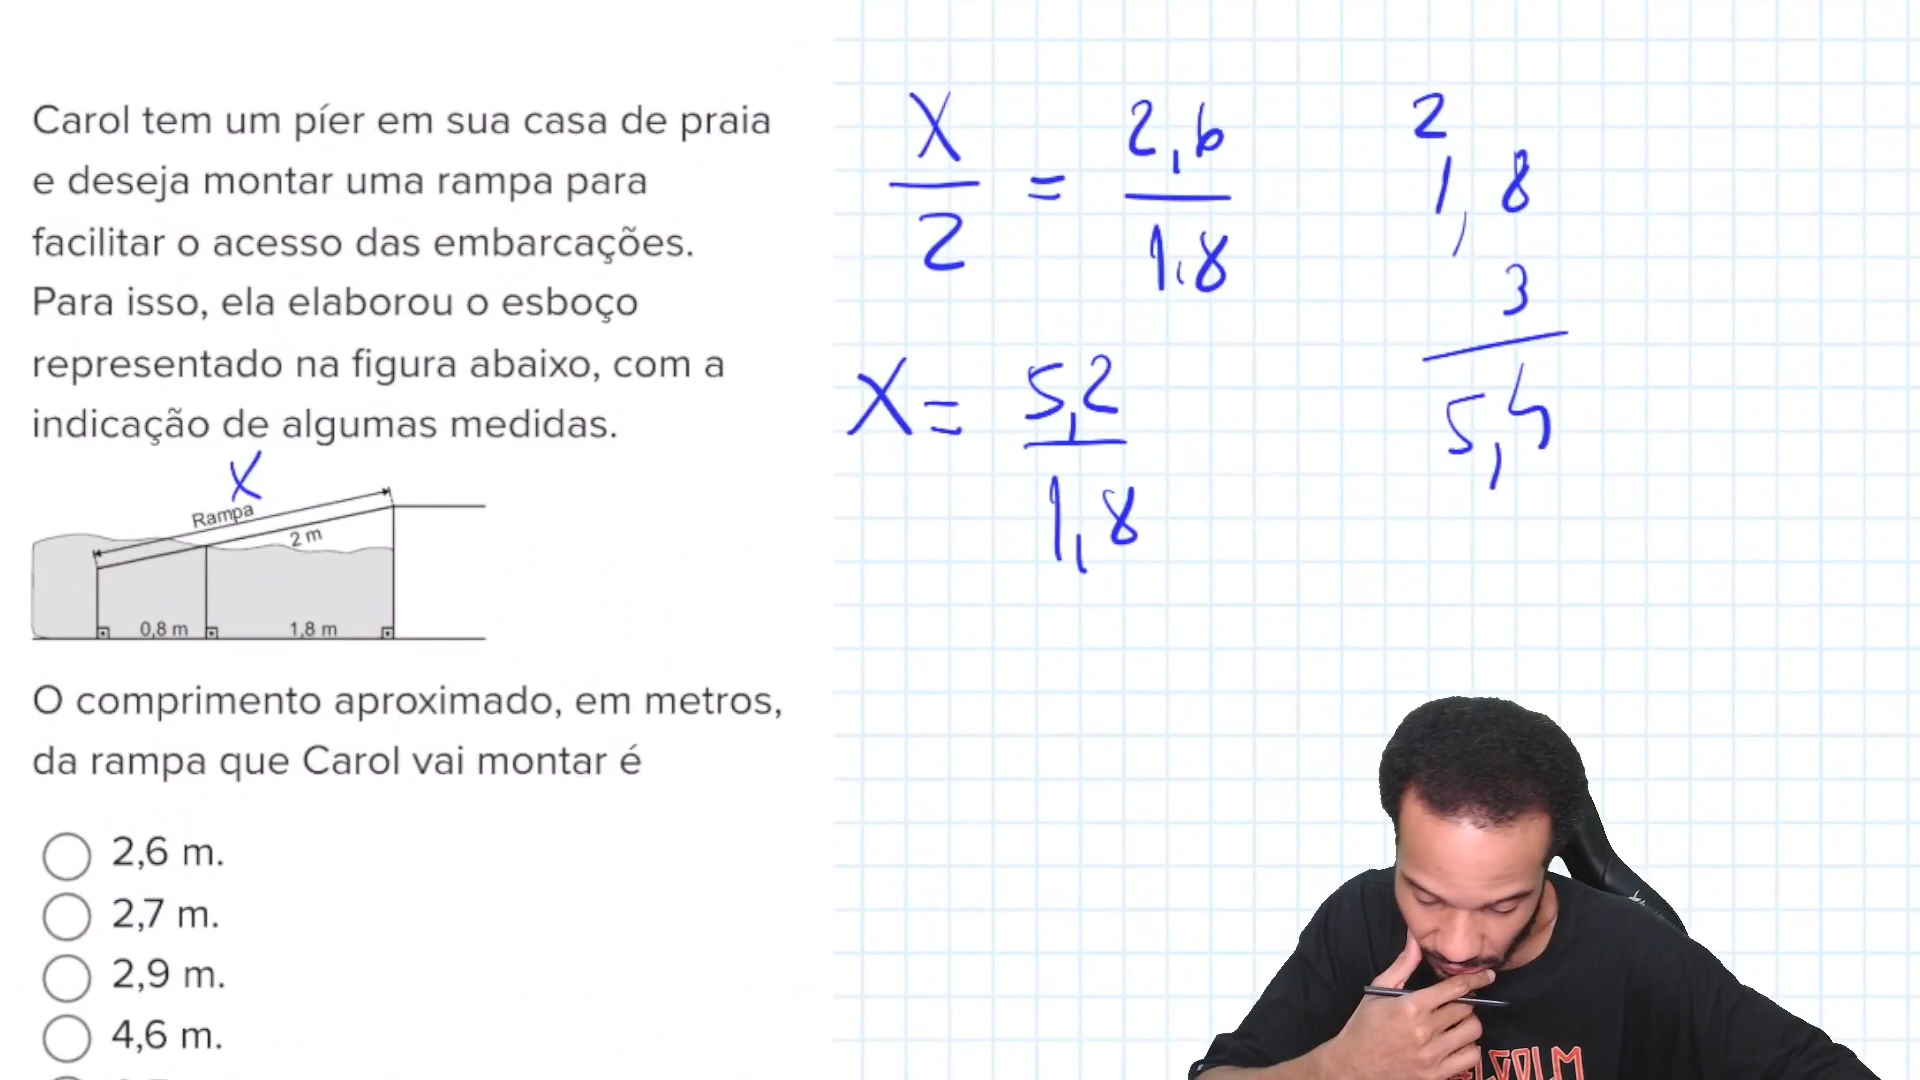 Carol tem um píer em sua casa de praia
e deseja montar uma rampa para
facilitar o acesso das embarcações.
Para isso, ela elaborou o esboço
representado na figura abaixo, com a
indicação de algumas medidas.
X
Rampa
2 m
0,8 m
1,8 m
O comprimento aproximado, em metros,
da rampa que Carol vai montar é
2,6 m.
2,7 m.
2,9 m.
4,6 m.
X/2 = 2,6/1,8
X = 5,2/1,8
2
1,8
3
5,4